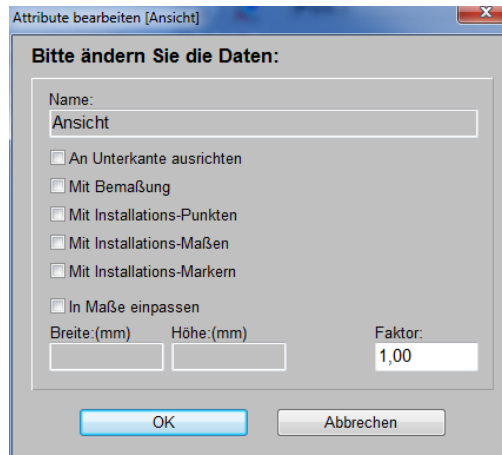 Attribute bearbeiten [Ansicht]
Bitte ändern Sie die Daten:
Name:
Ansicht
An Unterkante ausrichten
Mit Bemaßung
Mit Installations-Punkten
Mit Installations-Maßen
Mit Installations-Markern
In Maße einpassen
Breite:(mm) Höhe:(mm) Faktor:
1,00
OK Abbrechen